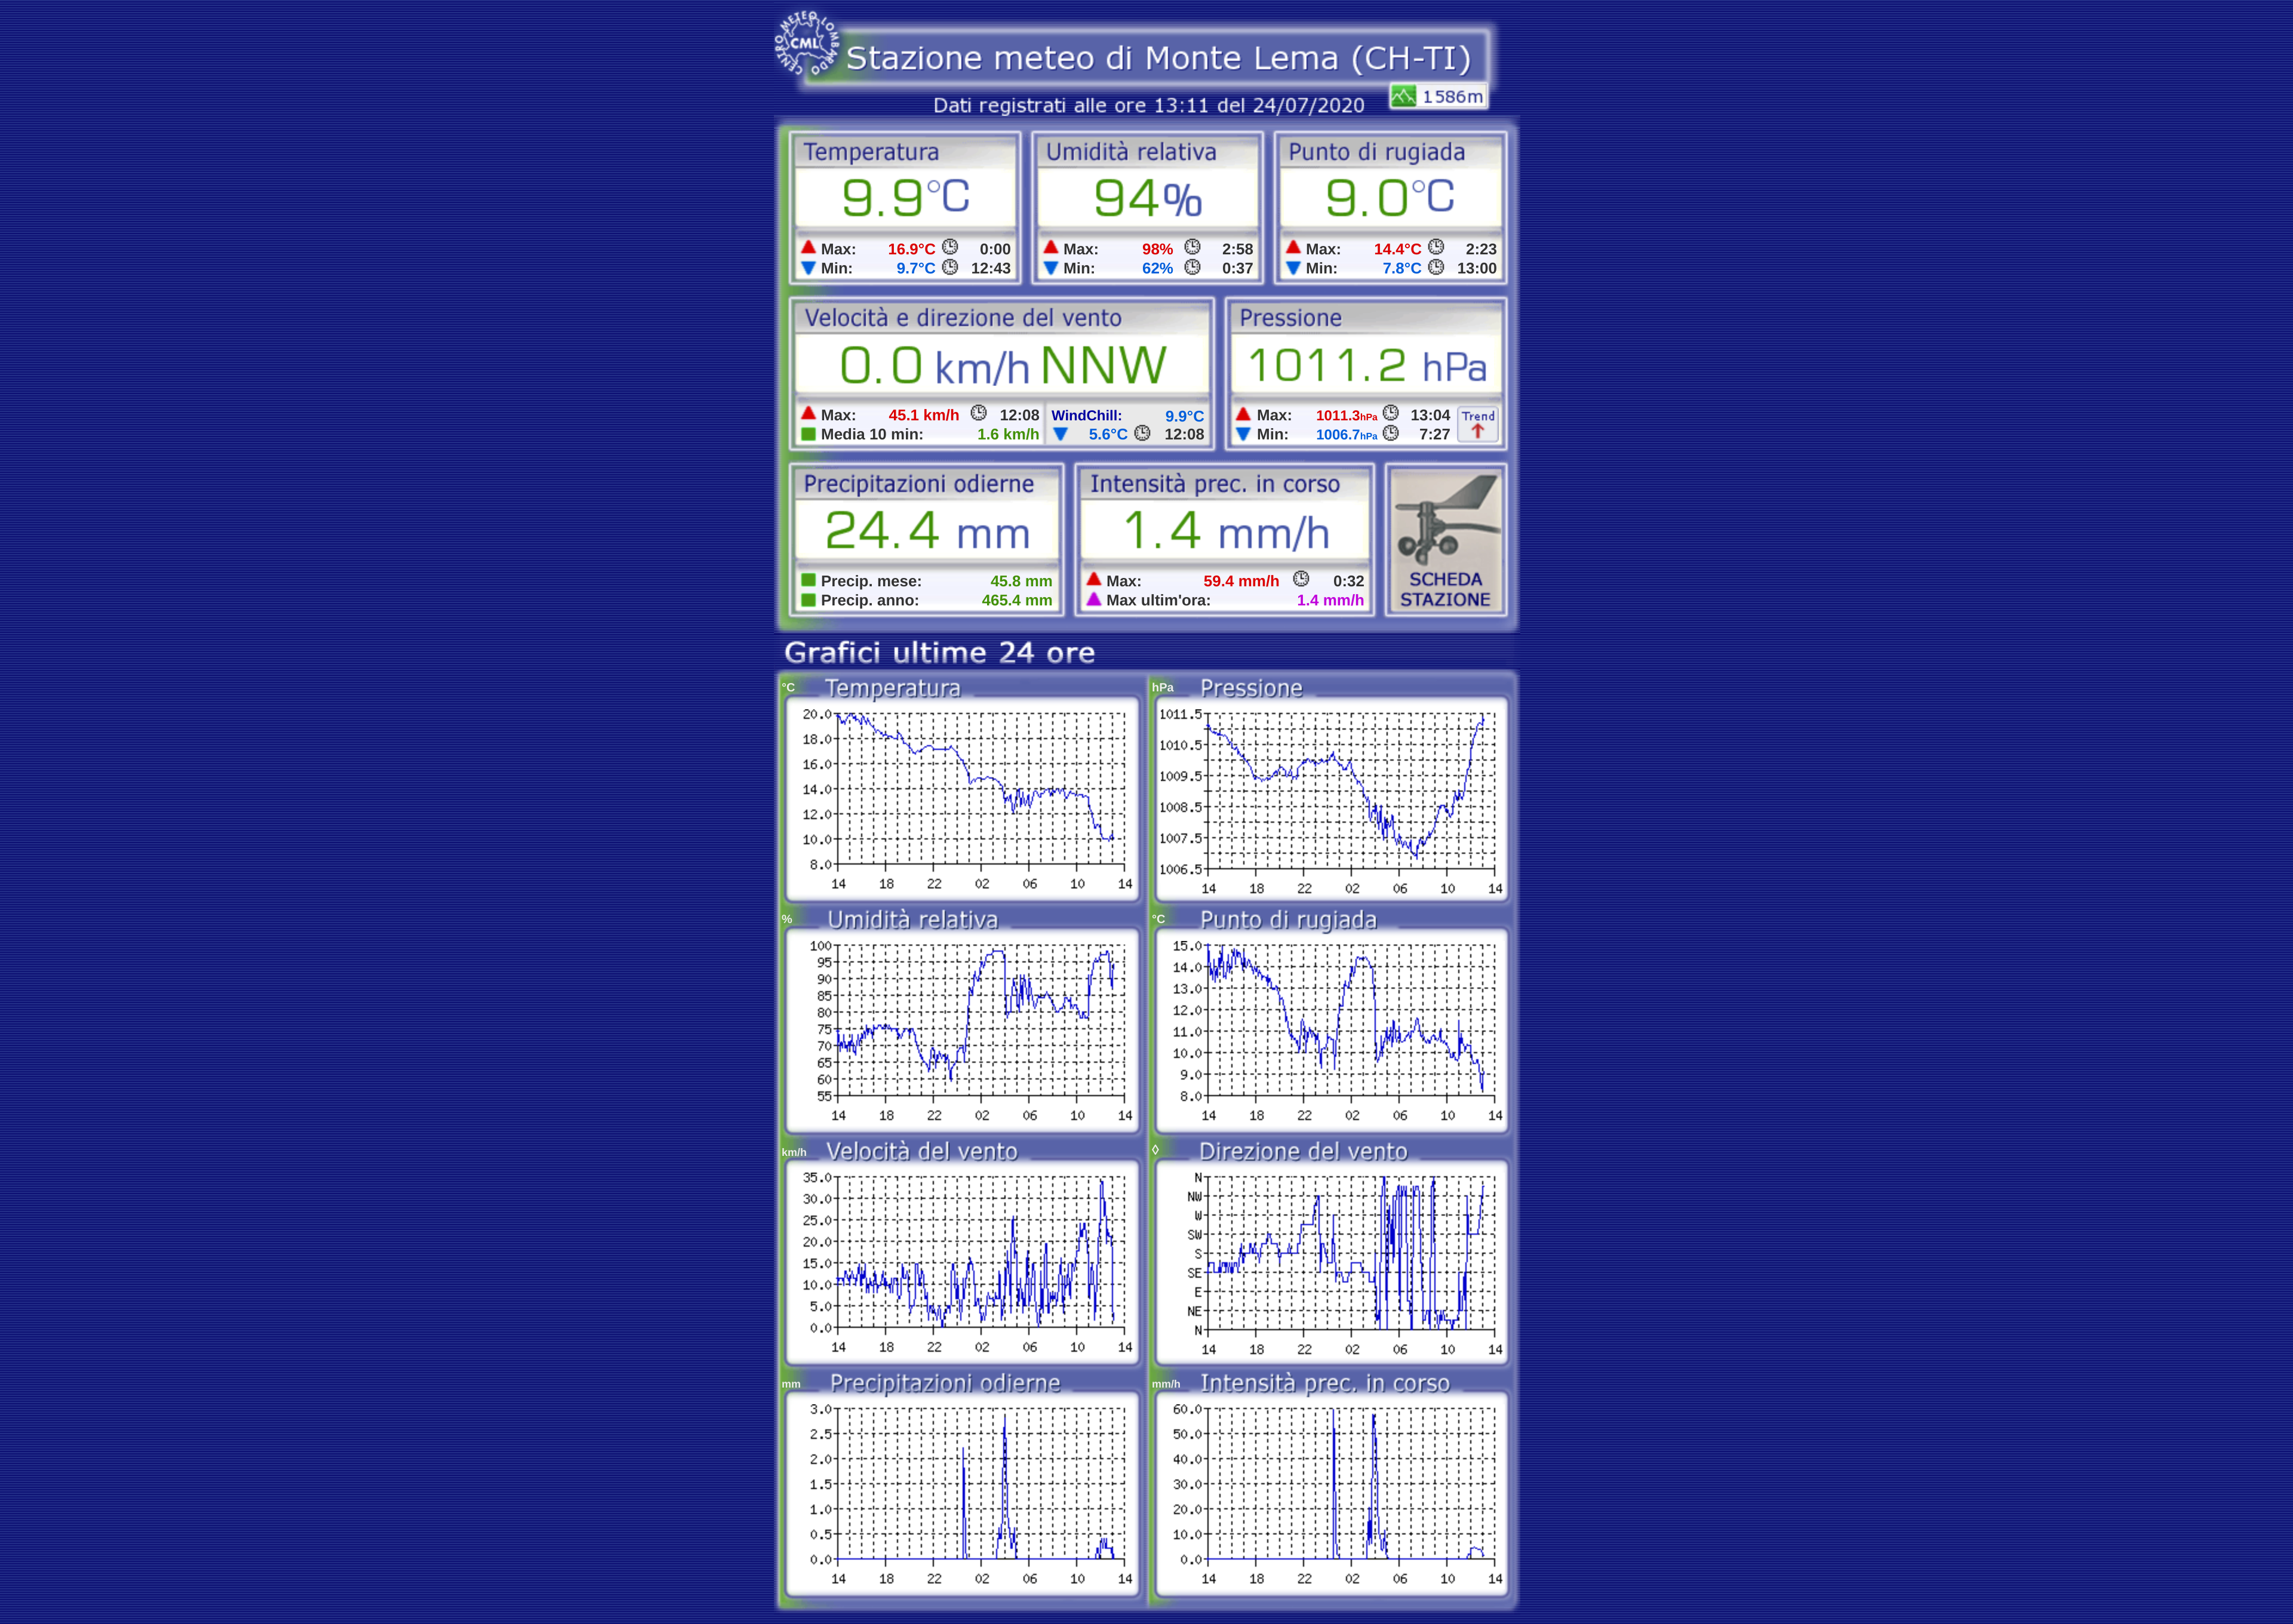 CENTRO METEO LOMBARDO
CML
Stazione meteo di Monte Lema (CH-TI)
1586m
Dati registrati alle ore 13:11 del 24/07/2020
Temperatura
9.9°C
Max: 16.9°C 0:00
Min: 9.7°C 12:43
Umidità relativa
94%
Max: 98% 2:58
Min: 62% 0:37
Punto di rugiada
9.0°C
Max: 14.4°C 2:23
Min: 7.8°C 13:00
Velocità e direzione del vento
0.0 km/h NNW
Max: 45.1 km/h 12:08
Media 10 min: 1.6 km/h
WindChill: 9.9°C
5.6°C 12:08
Pressione
1011.2 hPa
Max: 1011.3hPa 13:04
Min: 1006.7hPa 7:27
Trend
Precipitazioni odierne
24.4 mm
Precip. mese: 45.8 mm
Precip. anno: 465.4 mm
Intensità prec. in corso
1.4 mm/h
Max: 59.4 mm/h 0:32
Max ultim'ora: 1.4 mm/h
SCHEDA
STAZIONE
Grafici ultime 24 ore
°C Temperatura
20.0
18.0
16.0
14.0
12.0
10.0
8.0
14 18 22 02 06 10 14
hPa Pressione
1011.5
1010.5
1009.5
1008.5
1007.5
1006.5
14 18 22 02 06 10 14
% Umidità relativa
100
95
90
85
80
75
70
65
60
55
14 18 22 02 06 10 14
°C Punto di rugiada
15.0
14.0
13.0
12.0
11.0
10.0
9.0
8.0
14 18 22 02 06 10 14
km/h Velocità del vento
35.0
30.0
25.0
20.0
15.0
10.0
5.0
0.0
14 18 22 02 06 10 14
◊ Direzione del vento
N
NW
W
SW
S
SE
E
NE
N
14 18 22 02 06 10 14
mm Precipitazioni odierne
3.0
2.5
2.0
1.5
1.0
0.5
0.0
14 18 22 02 06 10 14
mm/h Intensità prec. in corso
60.0
50.0
40.0
30.0
20.0
10.0
0.0
14 18 22 02 06 10 14